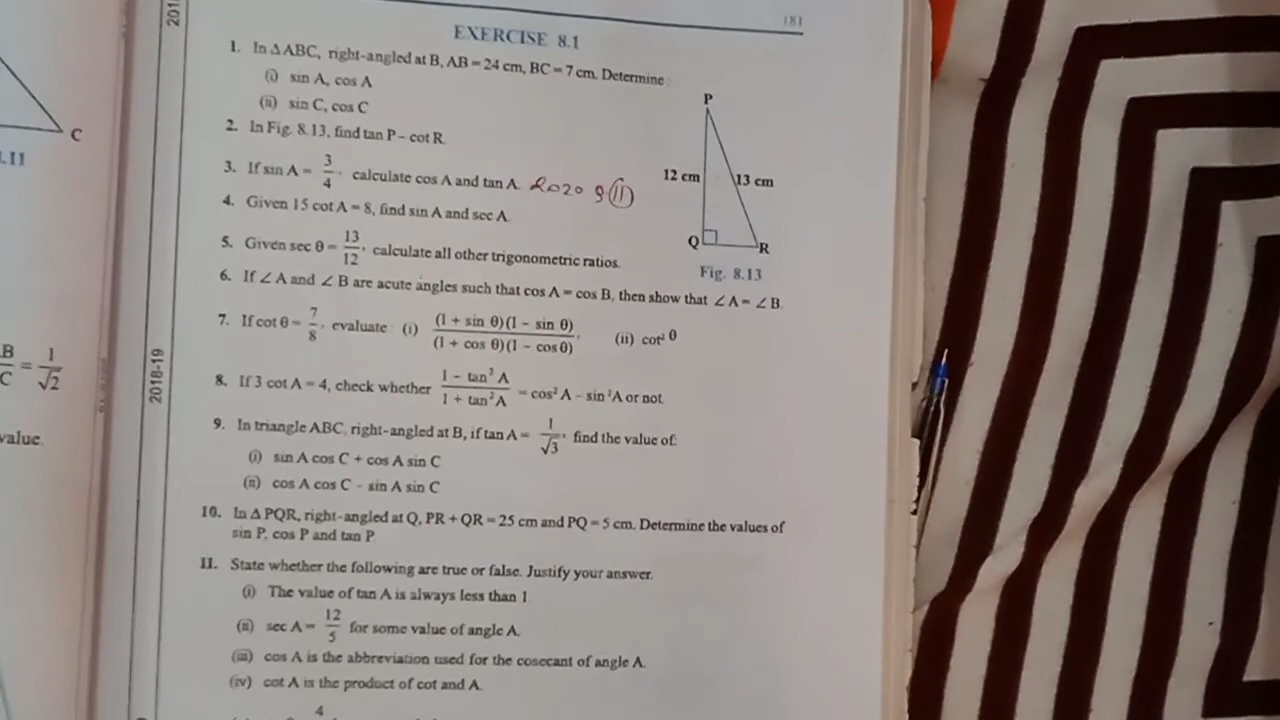 181
201
EXERCISE 8.1
1. In Δ ABC, right-angled at B, AB = 24 cm, BC = 7 cm. Determine :
(i) sin A, cos A
(ii) sin C, cos C
2. In Fig. 8.13, find tan P – cot R.
3. If sin A = 3/4, calculate cos A and tan A. 2020 9 (11)
4. Given 15 cot A = 8, find sin A and sec A.
5. Given sec θ = 13/12, calculate all other trigonometric ratios.
P
12 cm
13 cm
Q
R
Fig. 8.13
6. If ∠ A and ∠ B are acute angles such that cos A = cos B, then show that ∠ A = ∠ B.
7. If cot θ = 7/8, evaluate : (i) (1 + sin θ)(1 – sin θ)/(1 + cos θ)(1 – cos θ), (ii) cot² θ
8. If 3 cot A = 4, check whether (1 – tan² A)/(1 + tan² A) = cos² A – sin² A or not.
9. In triangle ABC, right-angled at B, if tan A = 1/√3, find the value of:
(i) sin A cos C + cos A sin C
(ii) cos A cos C – sin A sin C
10. In Δ PQR, right-angled at Q, PR + QR = 25 cm and PQ = 5 cm. Determine the values of
sin P, cos P and tan P.
11. State whether the following are true or false. Justify your answer.
(i) The value of tan A is always less than 1.
(ii) sec A = 12/5 for some value of angle A.
(iii) cos A is the abbreviation used for the cosecant of angle A.
(iv) cot A is the product of cot and A.
4
2018-19
C
.11
B/C = 1/√2
value.